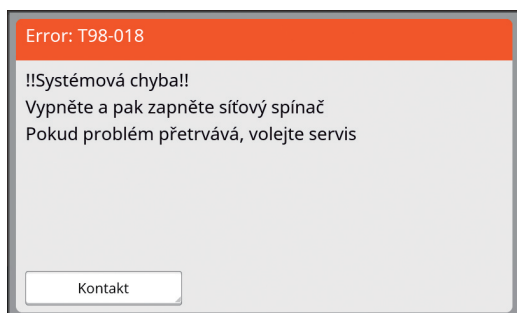 Error: T98-018
!!Systémová chyba!!
Vypněte a pak zapněte síťový spínač
Pokud problém přetrvává, volejte servis
Kontakt